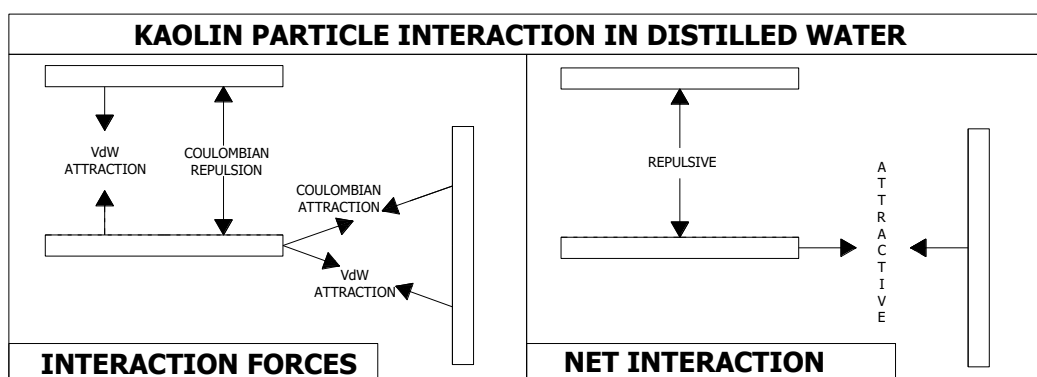 KAOLIN PARTICLE INTERACTION IN DISTILLED WATER
VdW
ATTRACTION
COULOMBIAN
REPULSION
COULOMBIAN
ATTRACTION
VdW
ATTRACTION
INTERACTION FORCES
REPULSIVE
ATTRACTIVE
NET INTERACTION